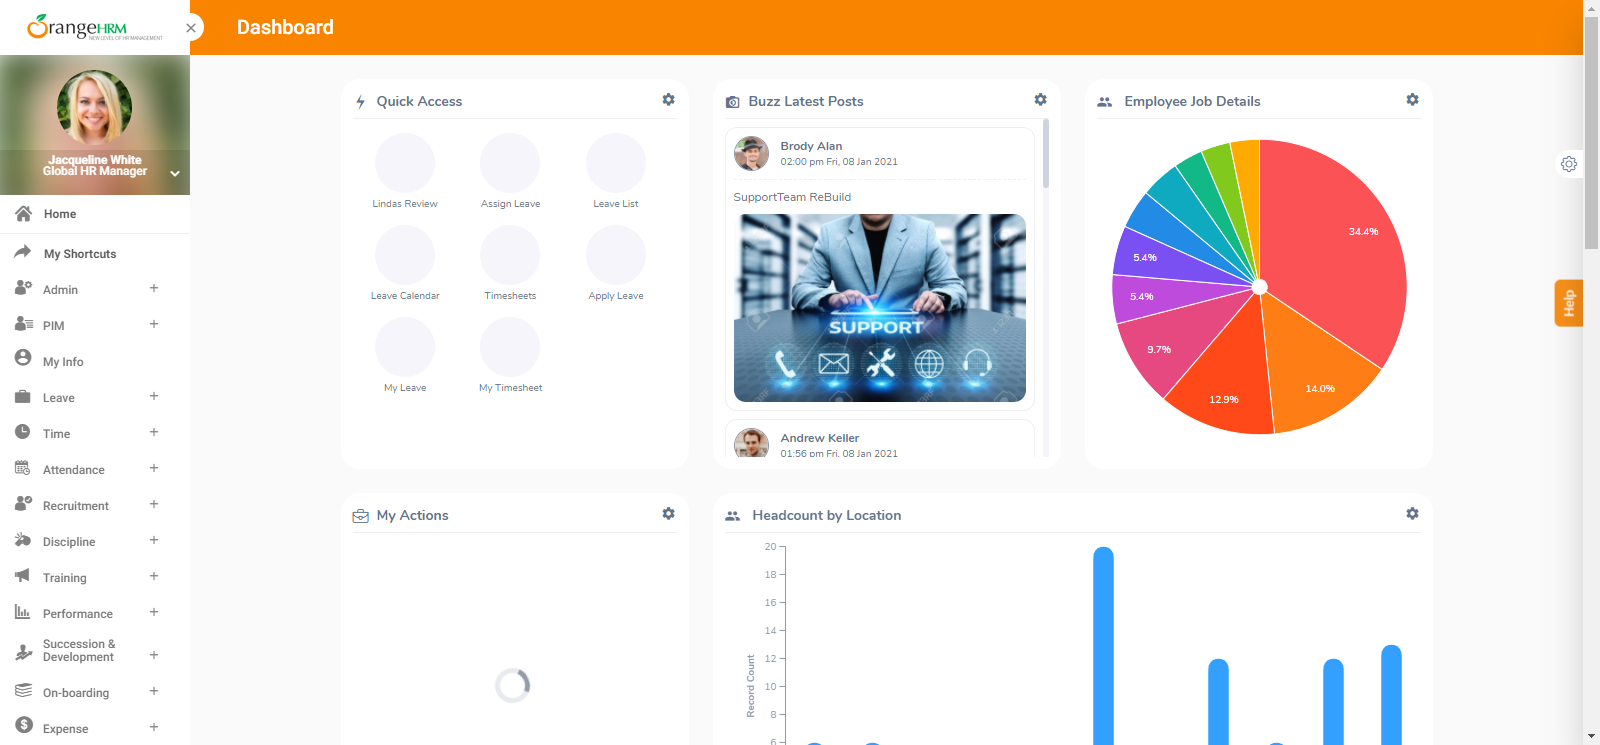 OrangeHRM
NEW LEVEL OF HR MANAGEMENT
Dashboard
Jacqueline White
Global HR Manager
Home
My Shortcuts
Admin
PIM
My Info
Leave
Time
Attendance
Recruitment
Discipline
Training
Performance
Succession &
Development
On-boarding
Expense
Quick Access
Lindas Review
Assign Leave
Leave List
Leave Calendar
Timesheets
Apply Leave
My Leave
My Timesheet
Buzz Latest Posts
Brody Alan
02:00 pm Fri, 08 Jan 2021
SupportTeam ReBuild
SUPPORT
Andrew Keller
01:56 pm Fri, 08 Jan 2021
Employee Job Details
34.4%
5.4%
5.4%
9.7%
14.0%
12.9%
Help
My Actions
Headcount by Location
20
18
16
14
12
10
8
6
Record Count